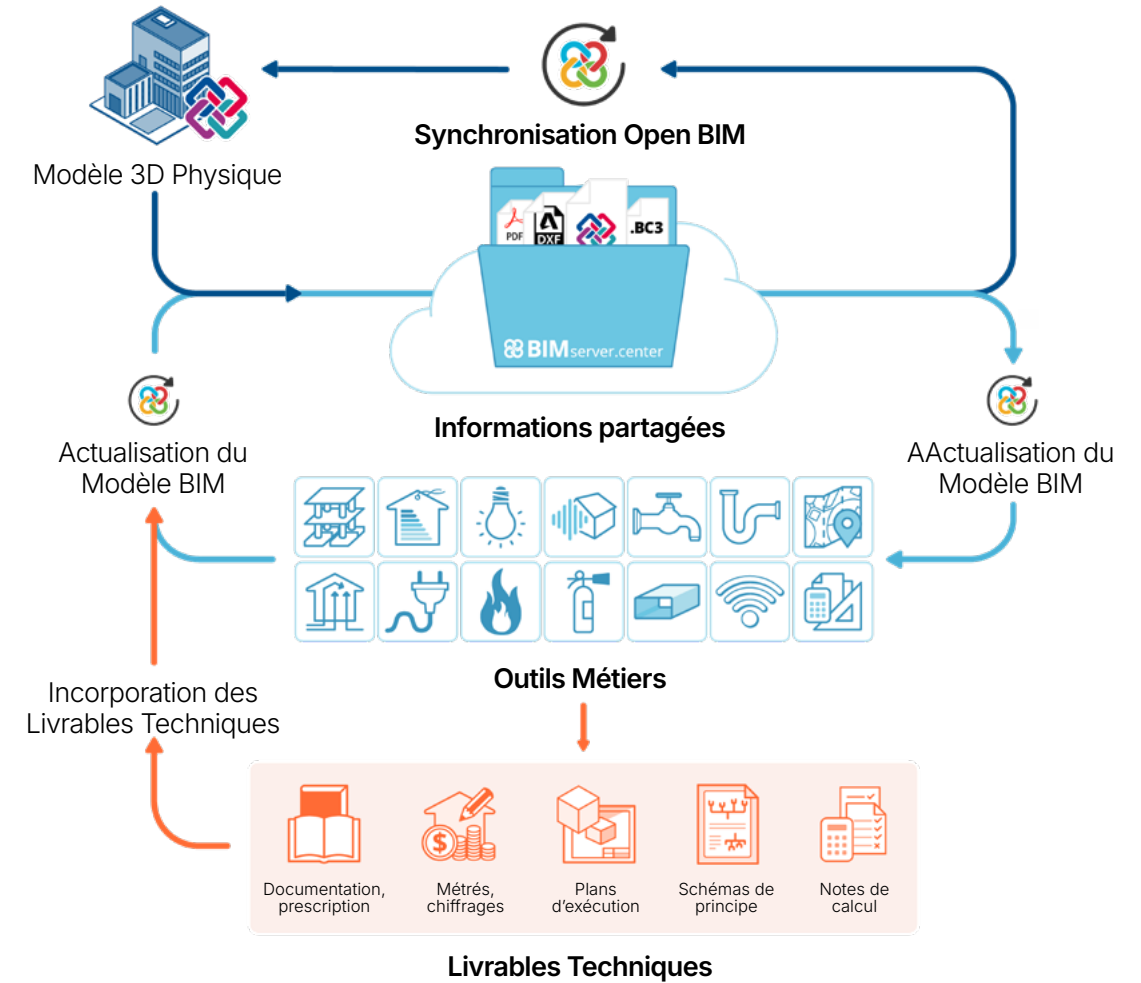 Synchronisation Open BIM
Modèle 3D Physique
PDF
DXF
.BC3
BIMserver.center
Informations partagées
Actualisation du
Modèle BIM
AActualisation du
Modèle BIM
Outils Métiers
Incorporation des
Livrables Techniques
$
Documentation,
prescription
Métrés,
chiffrages
Plans
d'exécution
Schémas de
principe
Notes de
calcul
Livrables Techniques